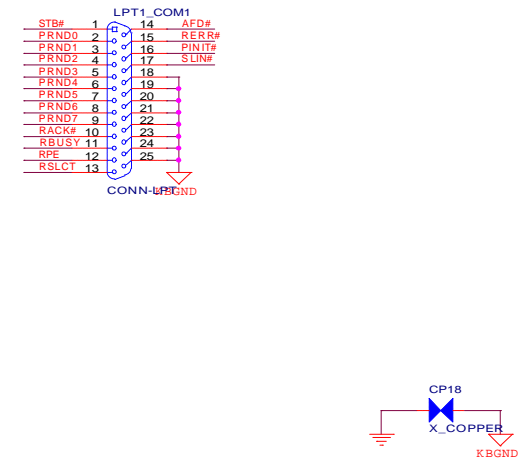 LPT1_COM1
STB# 1 14 AFD#
PRND0 2 15 RERR#
PRND1 3 16 PINIT#
PRND2 4 17 SLIN#
PRND3 5 18
PRND4 6 19
PRND5 7 20
PRND6 8 21
PRND7 9 22
RACK# 10 23
RBUSY 11 24
RPE 12 25
RSLCT 13
CONN-LPT KBGND
CP18
X_COPPER
KBGND